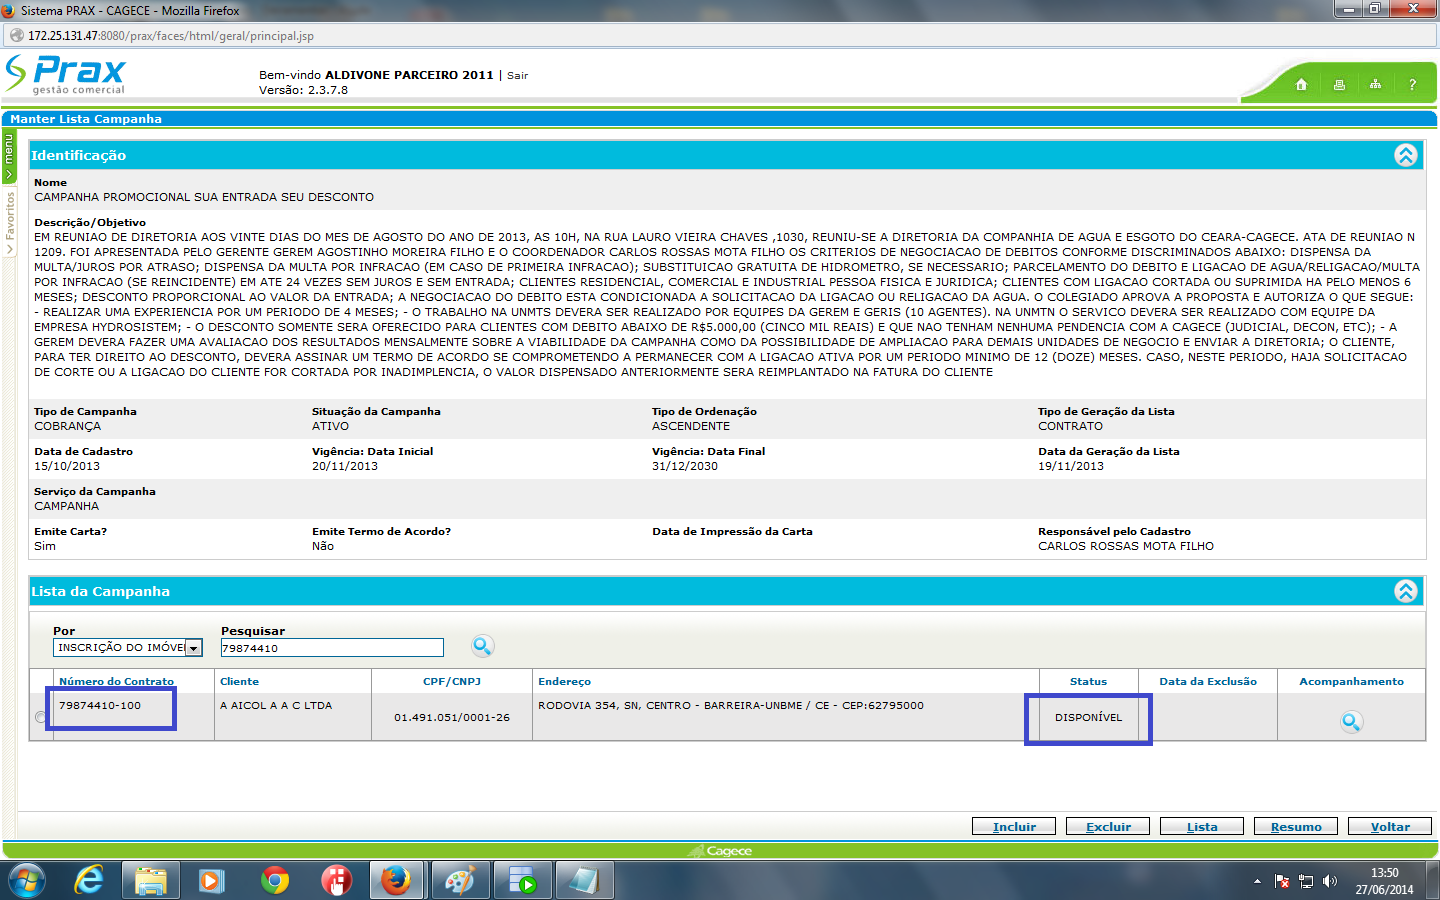 Sistema PRAX - CAGECE - Mozilla Firefox
172.25.131.47:8080/prax/faces/html/geral/principal.jsp
Prax
gestão comercial
Bem-vindo ALDIVONE PARCEIRO 2011 | Sair
Versão: 2.3.7.8
?
Manter Lista Campanha
menu
Favoritos
Identificação
Nome
CAMPANHA PROMOCIONAL SUA ENTRADA SEU DESCONTO
Descrição/Objetivo
EM REUNIAO DE DIRETORIA AOS VINTE DIAS DO MES DE AGOSTO DO ANO DE 2013, AS 10H, NA RUA LAURO VIEIRA CHAVES ,1030, REUNIU-SE A DIRETORIA DA COMPANHIA DE AGUA E ESGOTO DO CEARA-CAGECE. ATA DE REUNIAO N
1209. FOI APRESENTADA PELO GERENTE GEREM AGOSTINHO MOREIRA FILHO E O COORDENADOR CARLOS ROSSAS MOTA FILHO OS CRITERIOS DE NEGOCIACAO DE DEBITOS CONFORME DISCRIMINADOS ABAIXO: DISPENSA DA
MULTA/JUROS POR ATRASO; DISPENSA DA MULTA POR INFRACAO (EM CASO DE PRIMEIRA INFRACAO); SUBSTITUICAO GRATUITA DE HIDROMETRO, SE NECESSARIO; PARCELAMENTO DO DEBITO E LIGACAO DE AGUA/RELIGACAO/MULTA
POR INFRACAO (SE REINCIDENTE) EM ATE 24 VEZES SEM JUROS E SEM ENTRADA; CLIENTES RESIDENCIAL, COMERCIAL E INDUSTRIAL PESSOA FISICA E JURIDICA; CLIENTES COM LIGACAO CORTADA OU SUPRIMIDA HA PELO MENOS 6
MESES; DESCONTO PROPORCIONAL AO VALOR DA ENTRADA; A NEGOCIACAO DO DEBITO ESTA CONDICIONADA A SOLICITACAO DA LIGACAO OU RELIGACAO DA AGUA. O COLEGIADO APROVA A PROPOSTA E AUTORIZA O QUE SEGUE:
- REALIZAR UMA EXPERIENCIA POR UM PERIODO DE 4 MESES; - O TRABALHO NA UNMTS DEVERA SER REALIZADO POR EQUIPES DA GEREM E GERIS (10 AGENTES). NA UNMTN O SERVICO DEVERA SER REALIZADO COM EQUIPE DA
EMPRESA HYDROSISTEM; - O DESCONTO SOMENTE SERA OFERECIDO PARA CLIENTES COM DEBITO ABAIXO DE R$5.000,00 (CINCO MIL REAIS) E QUE NAO TENHAM NENHUMA PENDENCIA COM A CAGECE (JUDICIAL, DECON, ETC); - A
GEREM DEVERA FAZER UMA AVALIACAO DOS RESULTADOS MENSALMENTE SOBRE A VIABILIDADE DA CAMPANHA COMO DA POSSIBILIDADE DE AMPLIACAO PARA DEMAIS UNIDADES DE NEGOCIO E ENVIAR A DIRETORIA; O CLIENTE,
PARA TER DIREITO AO DESCONTO, DEVERA ASSINAR UM TERMO DE ACORDO SE COMPROMETENDO A PERMANECER COM A LIGACAO ATIVA POR UM PERIODO MINIMO DE 12 (DOZE) MESES. CASO, NESTE PERIODO, HAJA SOLICITACAO
DE CORTE OU A LIGACAO DO CLIENTE FOR CORTADA POR INADIMPLENCIA, O VALOR DISPENSADO ANTERIORMENTE SERA REIMPLANTADO NA FATURA DO CLIENTE
Tipo de Campanha Situação da Campanha Tipo de Ordenação Tipo de Geração da Lista
COBRANÇA ATIVO ASCENDENTE CONTRATO
Data de Cadastro Vigência: Data Inicial Vigência: Data Final Data da Geração da Lista
15/10/2013 20/11/2013 31/12/2030 19/11/2013
Serviço da Campanha
CAMPANHA
Emite Carta? Emite Termo de Acordo? Data de Impressão da Carta Responsável pelo Cadastro
Sim Não CARLOS ROSSAS MOTA FILHO
Lista da Campanha
Por Pesquisar
INSCRIÇÃO DO IMÓVEI 79874410
Número do Contrato Cliente CPF/CNPJ Endereço Status Data da Exclusão Acompanhamento
79874410-100 A AICOL A A C LTDA 01.491.051/0001-26 RODOVIA 354, SN, CENTRO - BARREIRA-UNBME / CE - CEP:62795000 DISPONÍVEL
Incluir Excluir Lista Resumo Voltar
Cagece
13:50
27/06/2014